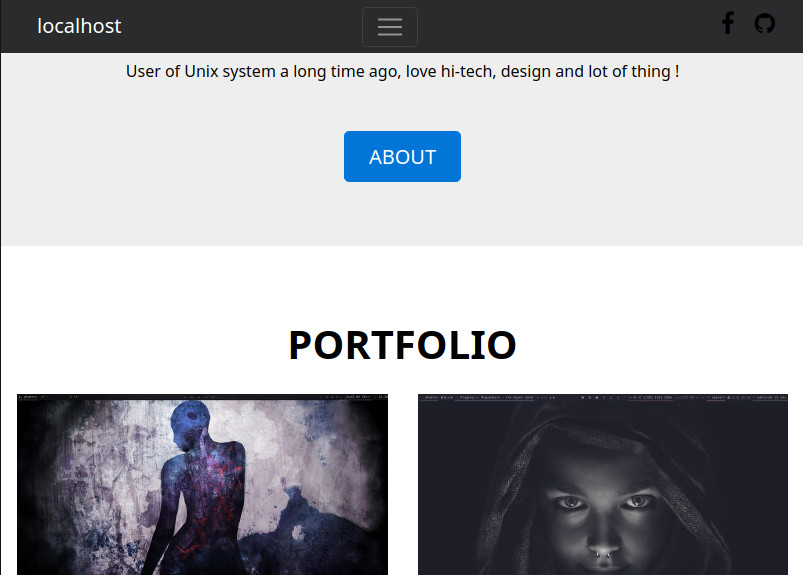 localhost
User of Unix system a long time ago, love hi-tech, design and lot of thing !
ABOUT
PORTFOLIO